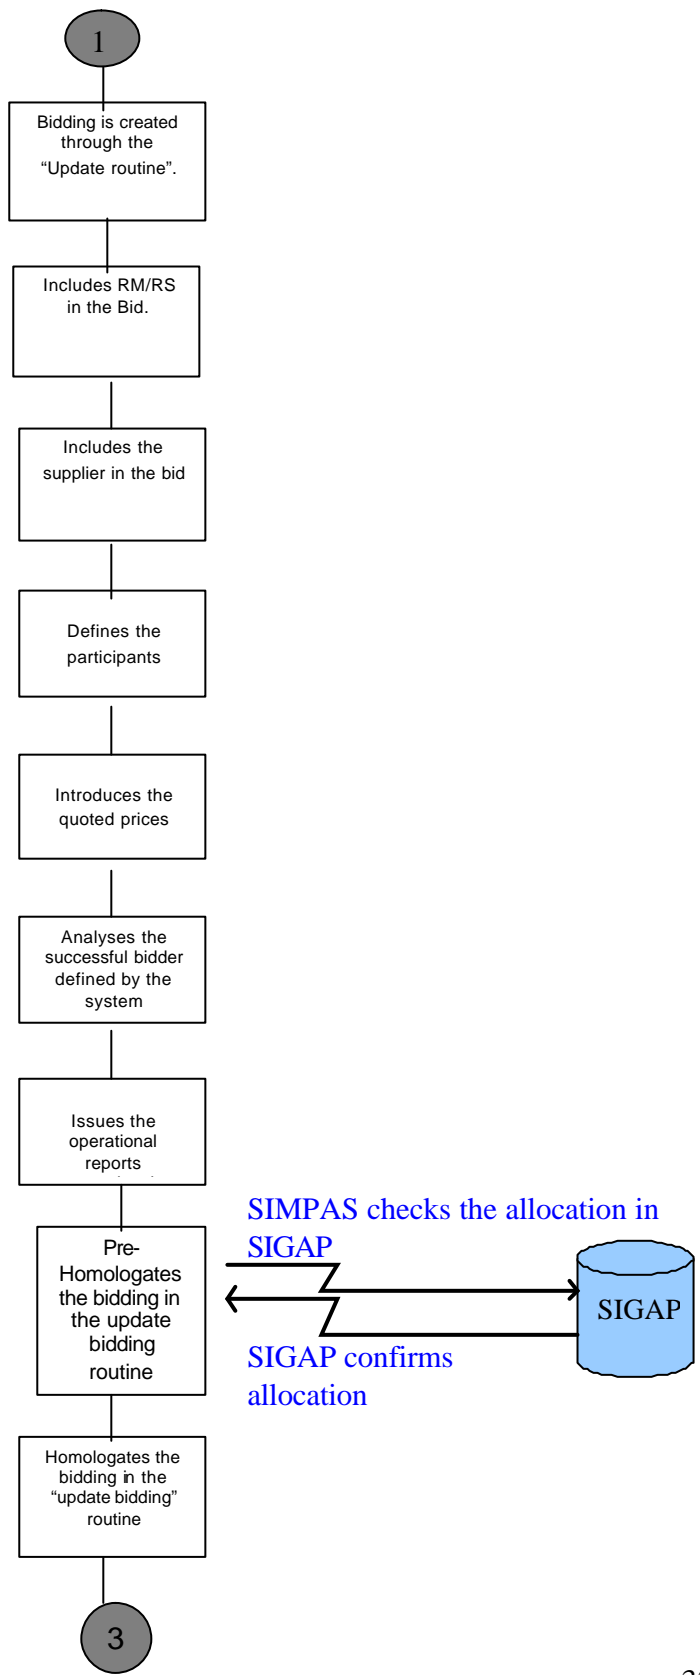 1
Bidding is created
through the
“Update routine”.
Includes RM/RS
in the Bid.
Includes the
supplier in the bid
Defines the
participants
Introduces the
quoted prices
Analyses the
successful bidder
defined by the
system
Issues the
operational
reports
SIMPAS checks the allocation in
SIGAP
Pre-
Homologates
the bidding in
the update
bidding
routine
SIGAP
SIGAP confirms
allocation
Homologates the
bidding in the
“update bidding”
routine
3